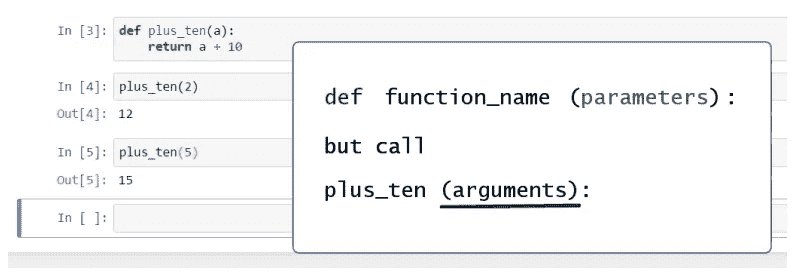 In [3]: def plus_ten(a):
return a + 10
In [4]: plus_ten(2)
Out[4]: 12
In [5]: plus_ten(5)
Out[5]: 15
In [ ]:
def function_name (parameters):
but call
plus_ten (arguments):